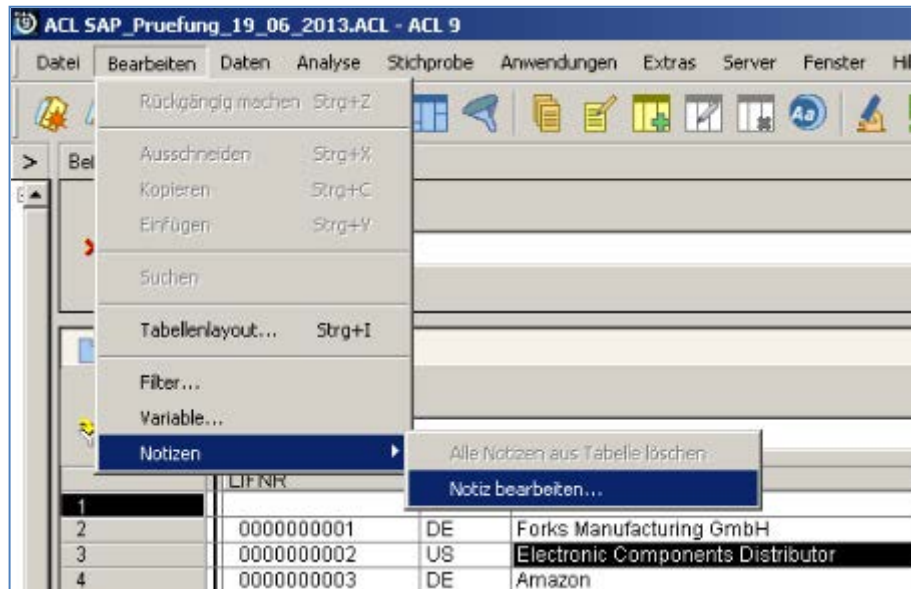 ACL SAP_Pruefung_19_06_2013.ACL - ACL 9
Datei Bearbeiten Daten Analyse Stichprobe Anwendungen Extras Server Fenster
Rückgängig machen Strg+Z
Aa
>
Ausschneiden Strg+X
Kopieren Strg+C
Einfügen Strg+V
Suchen
Tabellenlayout... Strg+I
Filter...
Variable...
Notizen
Alle Notizen aus Tabelle löschen
Notiz bearbeiten...
LIFNR
1
2 0000000001 DE Forks Manufacturing GmbH
3 0000000002 US Electronic Components Distributor
4 0000000003 DE Amazon